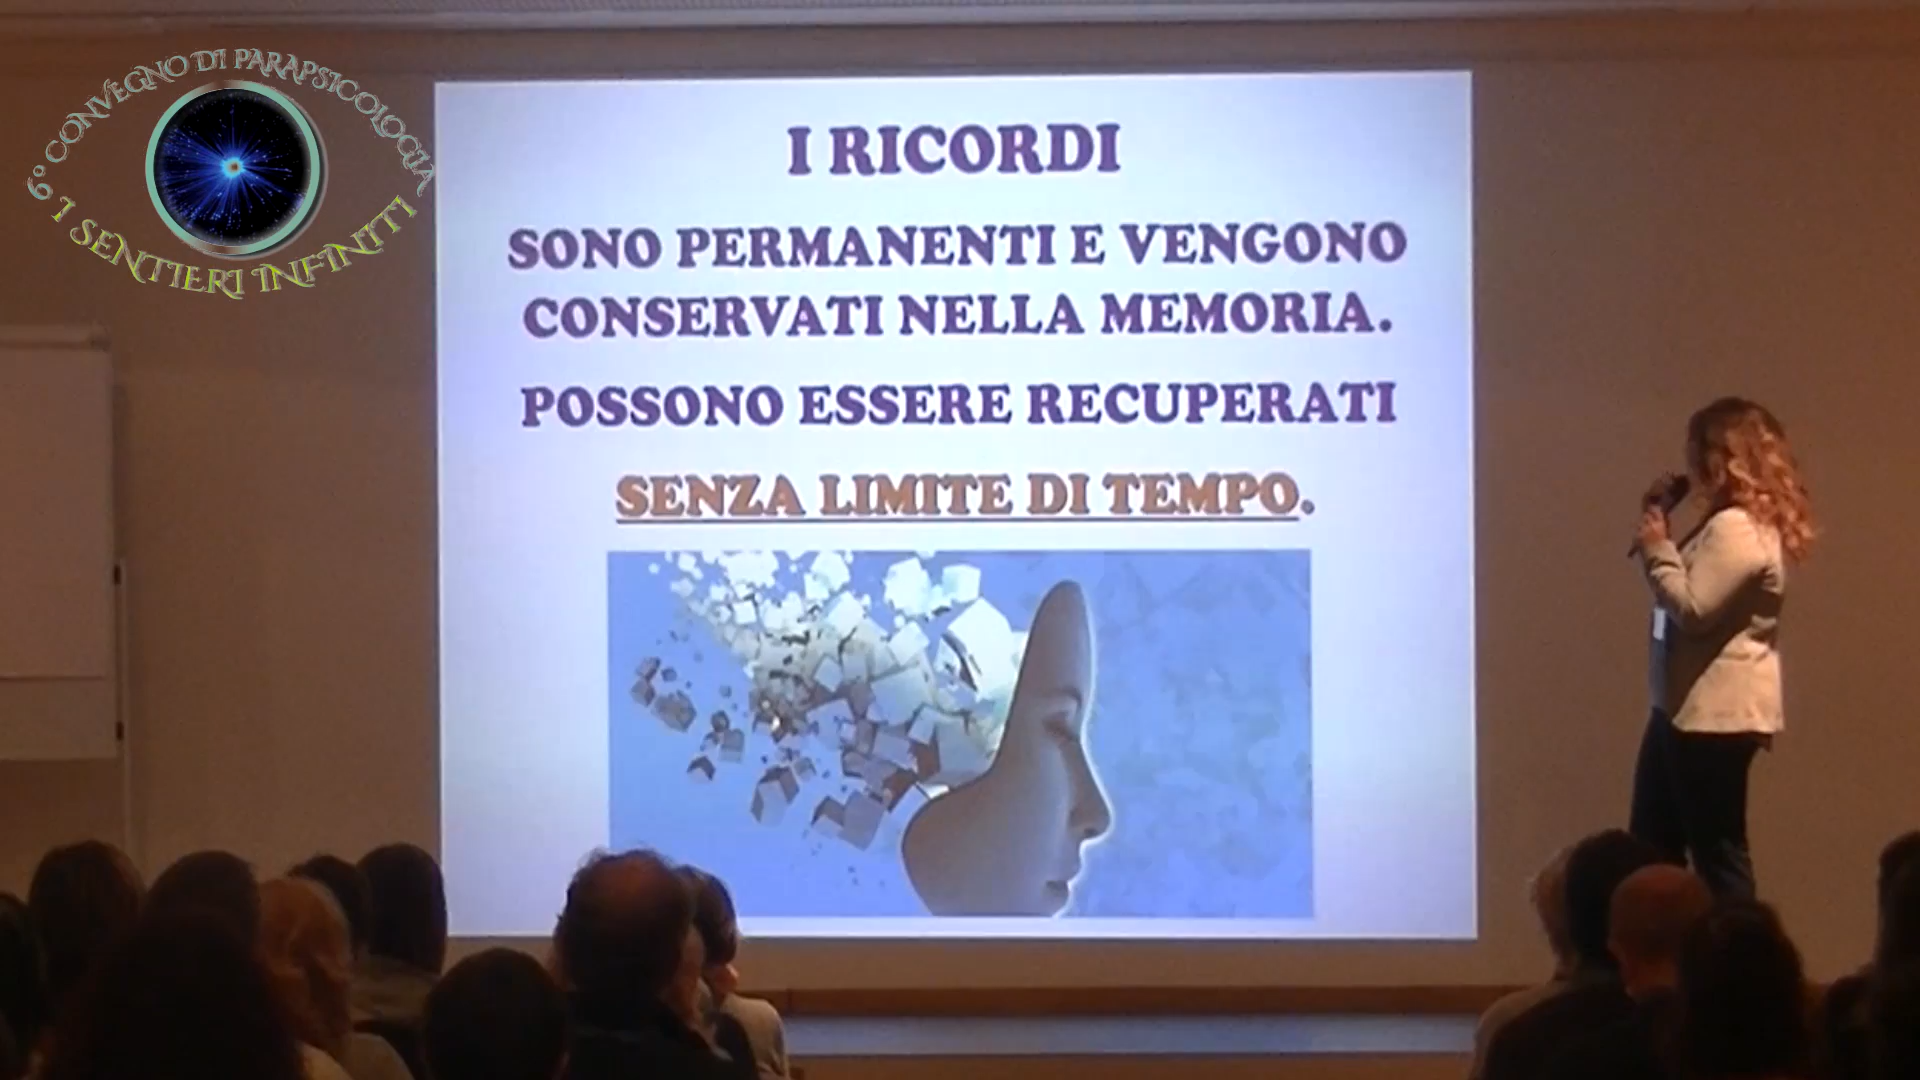 6° CONVEGNO DI PARAPSICOLOGIA
I SENTIERI INFINITI
I RICORDI
SONO PERMANENTI E VENGONO
CONSERVATI NELLA MEMORIA.
POSSONO ESSERE RECUPERATI
SENZA LIMITE DI TEMPO.